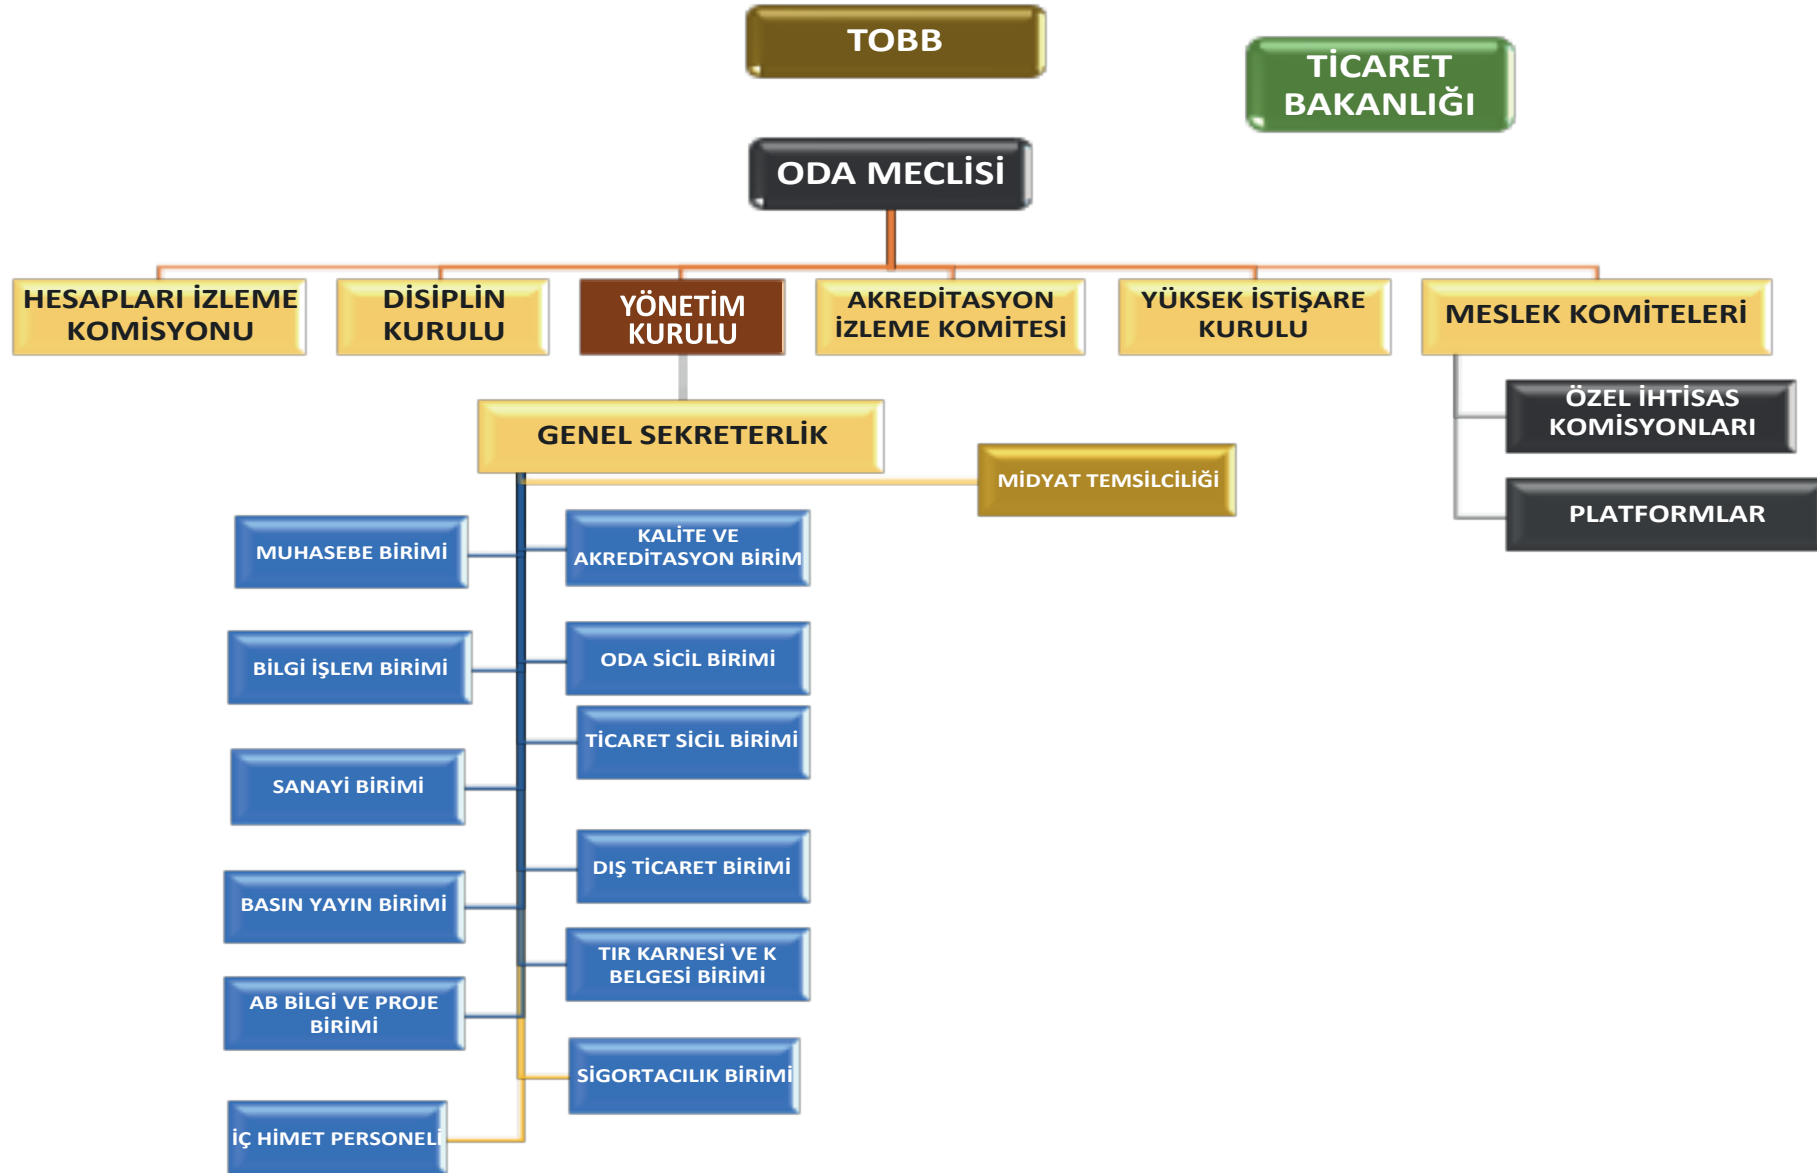 TOBB
TİCARET
BAKANLIĞI
ODA MECLİSİ
HESAPLARI İZLEME
KOMİSYONU
DİSİPLİN
KURULU
YÖNETİM
KURULU
AKREDİTASYON
İZLEME KOMİTESİ
YÜKSEK İSTİŞARE
KURULU
MESLEK KOMİTELERİ
ÖZEL İHTİSAS
KOMİSYONLARI
PLATFORMLAR
GENEL SEKRETERLİK
MİDYAT TEMSİLCİLİĞİ
MUHASEBE BİRİMİ
KALİTE VE
AKREDİTASYON BİRİM
BİLGİ İŞLEM BİRİMİ
ODA SİCİL BİRİMİ
TİCARET SİCİL BİRİMİ
SANAYİ BİRİMİ
DIŞ TİCARET BİRİMİ
BASIN YAYIN BİRİMİ
TIR KARNESİ VE K
BELGESİ BİRİMİ
AB BİLGİ VE PROJE
BİRİMİ
SİGORTACILIK BİRİMİ
İÇ HİMET PERSONELİ